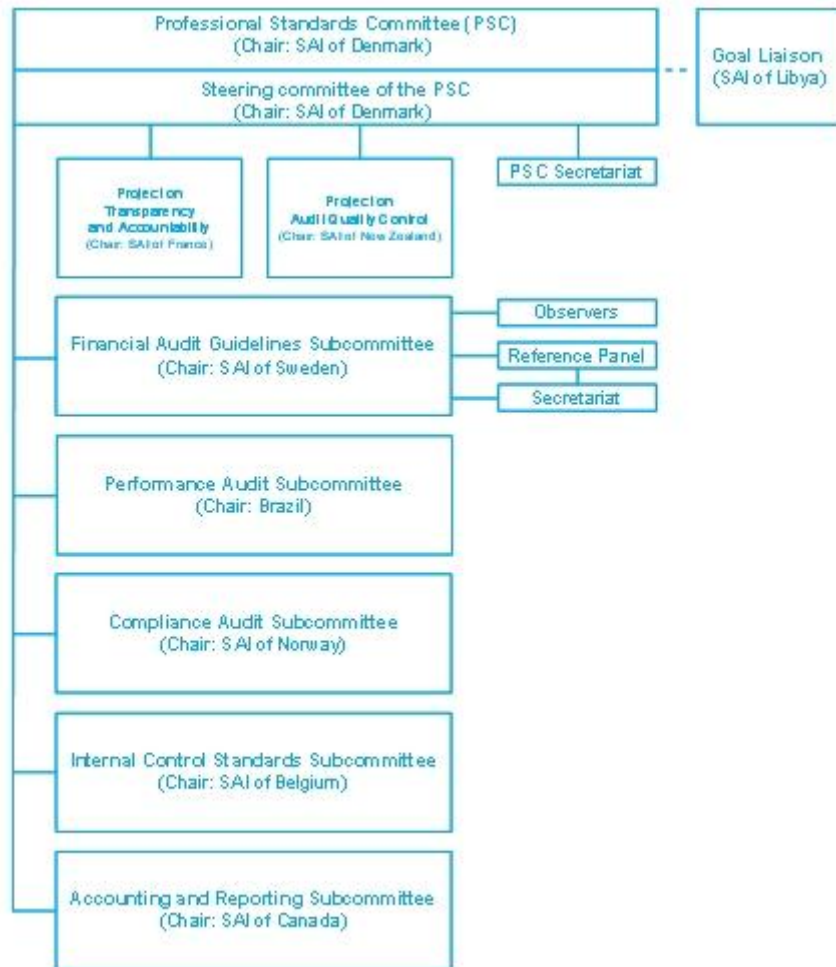 Professional Standards Committee (PSC)
(Chair: SAI of Denmark)
Goal Liaison
(SAI of Libya)
Steering committee of the PSC
(Chair: SAI of Denmark)
PSC Secretariat
Project on
Transparency
and Accountability
(Chair: SAI of France)
Project on
Audit Quality Control
(Chair: SAI of New Zealand)
Financial Audit Guidelines Subcommittee
(Chair: SAI of Sweden)
Observers
Reference Panel
Secretariat
Performance Audit Subcommittee
(Chair: Brazil)
Compliance Audit Subcommittee
(Chair: SAI of Norway)
Internal Control Standards Subcommittee
(Chair: SAI of Belgium)
Accounting and Reporting Subcommittee
(Chair: SAI of Canada)